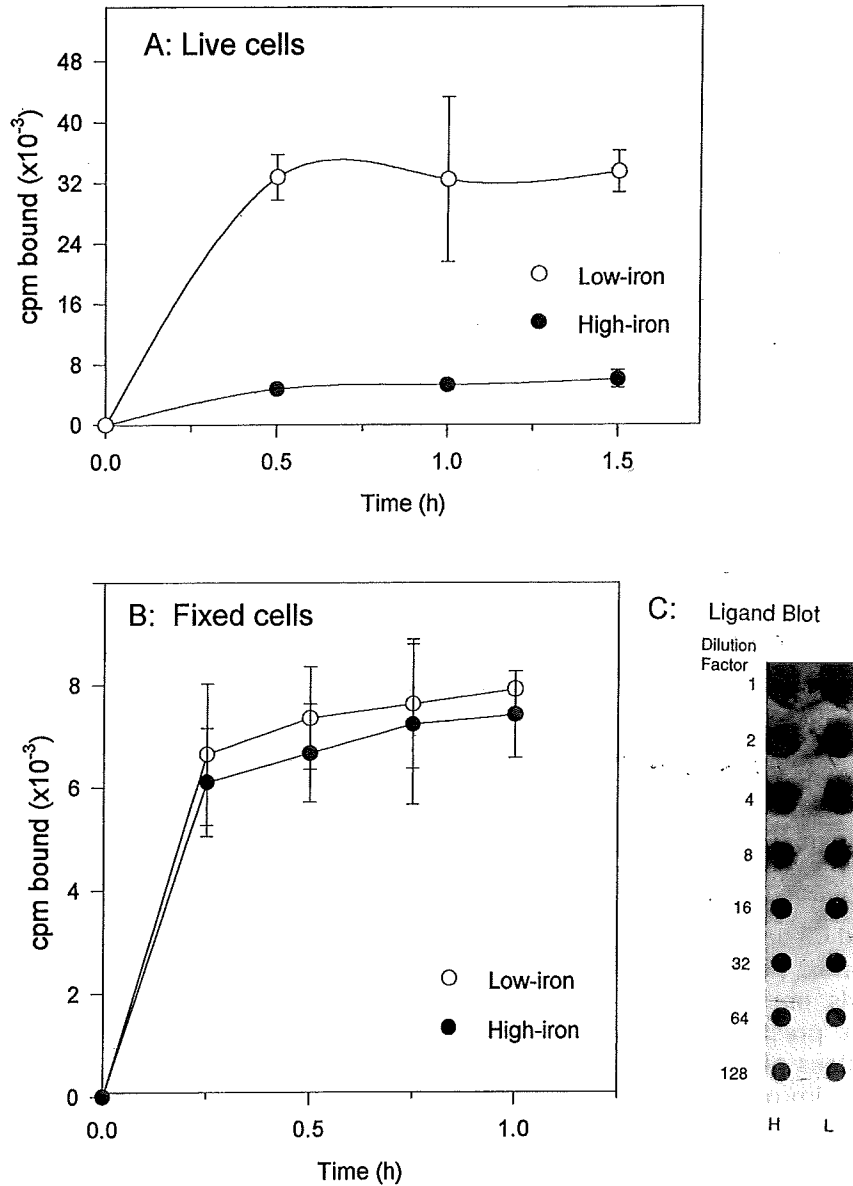 A: Live cells
cpm bound (x10⁻³)
48
40
32
24
16
8
0
Low-iron
High-iron
0.0 0.5 1.0 1.5
Time (h)
B: Fixed cells
cpm bound (x10⁻³)
8
6
4
2
0
Low-iron
High-iron
0.0 0.5 1.0
Time (h)
C: Ligand Blot
Dilution
Factor
1
2
4
8
16
32
64
128
H L